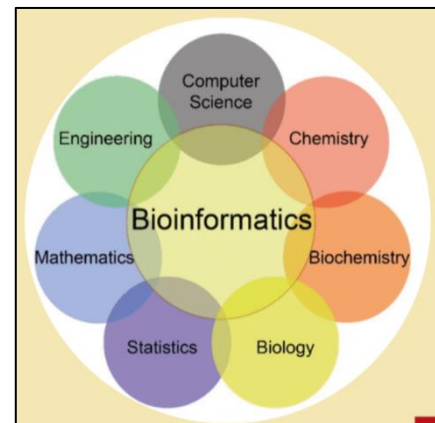 Computer
Science
Engineering
Chemistry
Bioinformatics
Mathematics
Biochemistry
Statistics
Biology